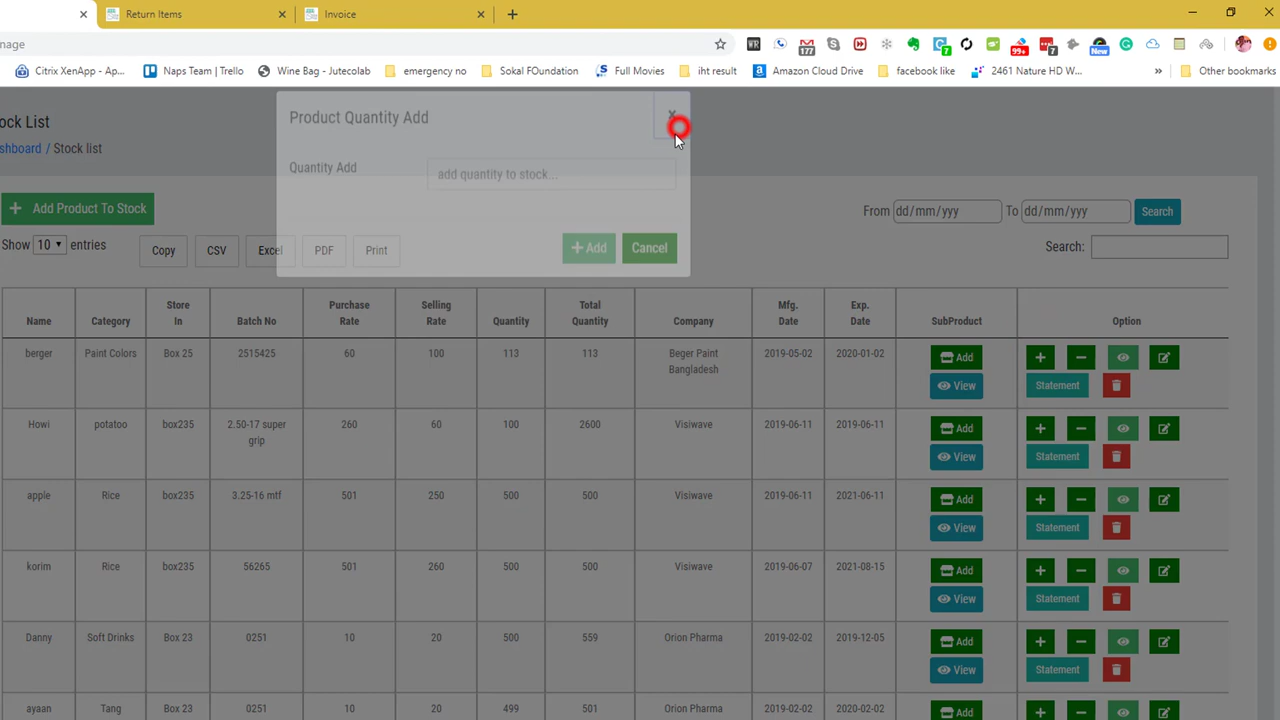 Return Items
Invoice
nage
WR 177 7 99+ 7 New
Citrix XenApp - Ap... Naps Team | Trello Wine Bag - Jutecolab emergency no Sokal FOundation Full Movies iht result Amazon Cloud Drive facebook like 2461 Nature HD W... » Other bookmarks
ock List
shboard / Stock list
Product Quantity Add x
Quantity Add add quantity to stock...
+ Add Cancel
+ Add Product To Stock
From dd/mm/yyy To dd/mm/yyy Search
Show 10 entries Copy CSV Excel PDF Print Search:
Name Category Store In Batch No Purchase Rate Selling Rate Quantity Total Quantity Company Mfg. Date Exp. Date SubProduct Option
berger Paint Colors Box 25 2515425 60 100 113 113 Beger Paint Bangladesh 2019-05-02 2020-01-02 Add
View Statement
Howi potatoo box235 2.50-17 super grip 260 60 100 2600 Visiwave 2019-06-11 2019-06-11 Add
View Statement
apple Rice box235 3.25-16 mtf 501 250 500 500 Visiwave 2019-06-11 2021-06-11 Add
View Statement
korim Rice box235 56265 501 260 500 500 Visiwave 2019-06-07 2021-08-15 Add
View Statement
Danny Soft Drinks Box 23 0251 10 20 500 559 Orion Pharma 2019-02-02 2019-12-05 Add
View Statement
ayaan Tang Box 23 0251 10 20 499 501 Orion Pharma 2019-02-02 2020-02-02 Add